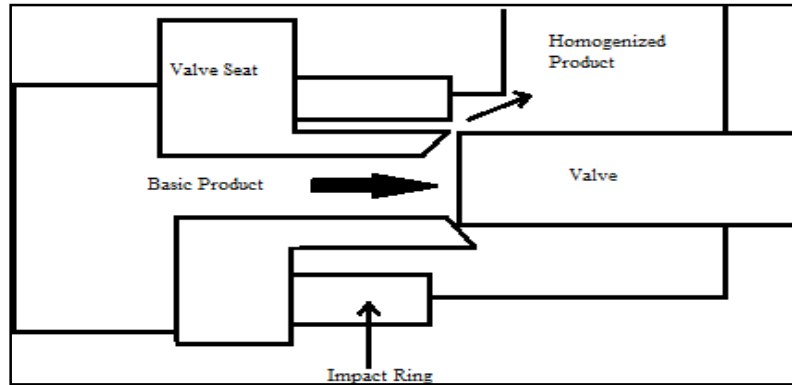 Homogenized
Product
Valve Seat
Basic Product
Valve
Impact Ring